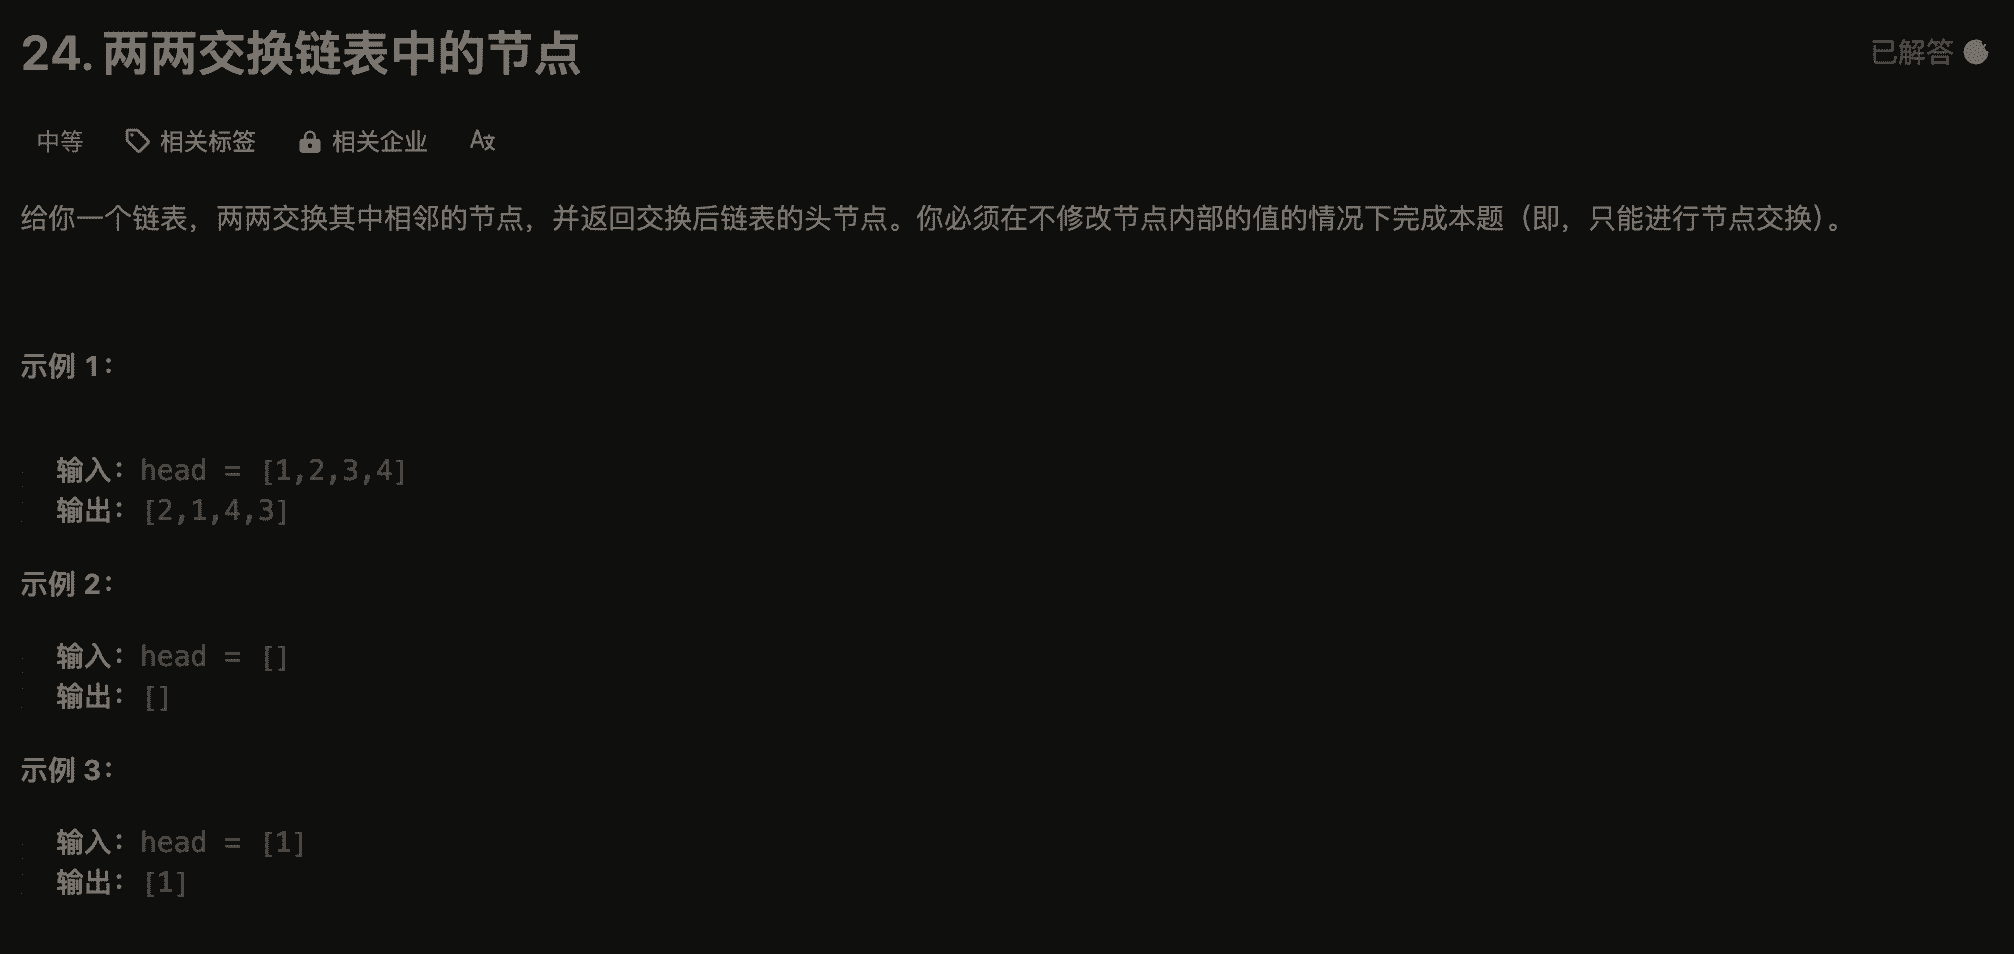 24. 两两交换链表中的节点
已解答
中等 相关标签 相关企业 Ax
给你一个链表，两两交换其中相邻的节点，并返回交换后链表的头节点。你必须在不修改节点内部的值的情况下完成本题（即，只能进行节点交换）。
示例 1：
输入：head = [1,2,3,4]
输出：[2,1,4,3]
示例 2：
输入：head = []
输出：[]
示例 3：
输入：head = [1]
输出：[1]